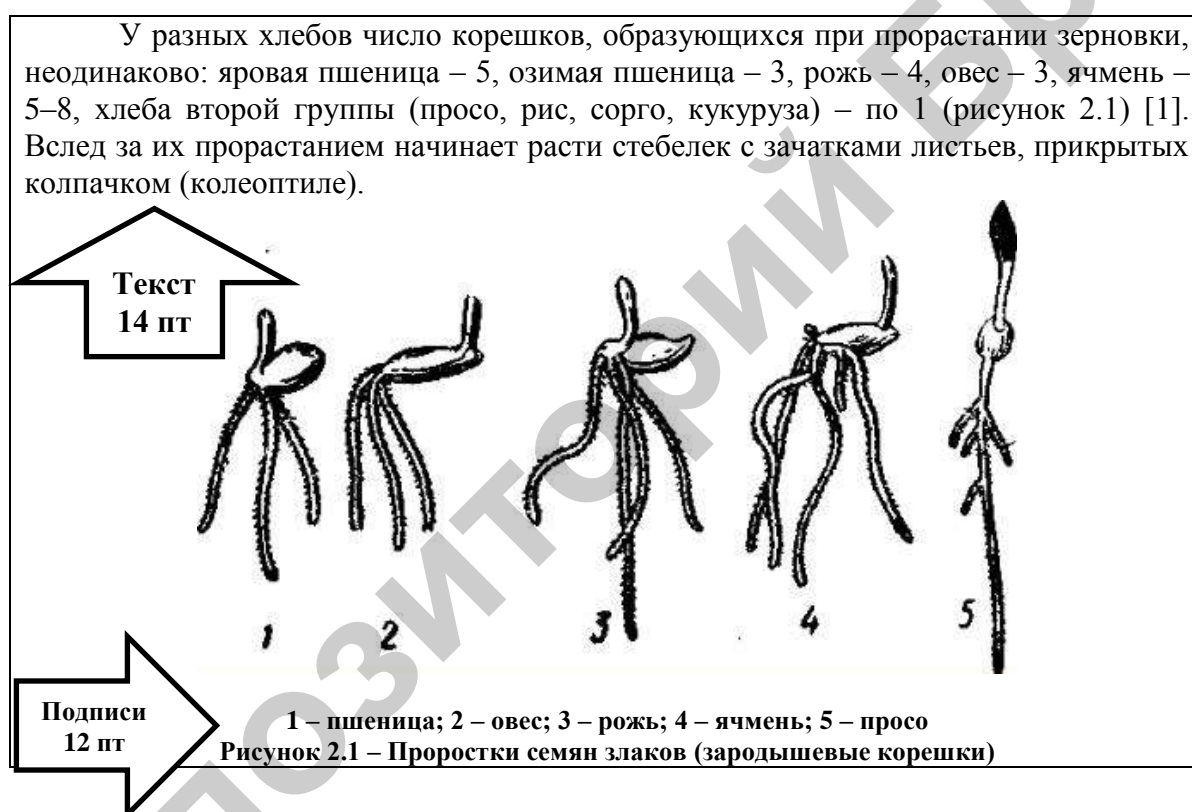 У разных хлебов число корешков, образующихся при прорастании зерновки,
неодинаково: яровая пшеница – 5, озимая пшеница – 3, рожь – 4, овес – 3, ячмень –
5–8, хлеба второй группы (просо, рис, сорго, кукуруза) – по 1 (рисунок 2.1) [1].
Вслед за их прорастанием начинает расти стебелек с зачатками листьев, прикрытых
колпачком (колеоптиле).
Текст
14 пт
1 2 3 4 5
Подписи
12 пт
1 – пшеница; 2 – овес; 3 – рожь; 4 – ячмень; 5 – просо
Рисунок 2.1 – Проростки семян злаков (зародышевые корешки)
позиторий Бр